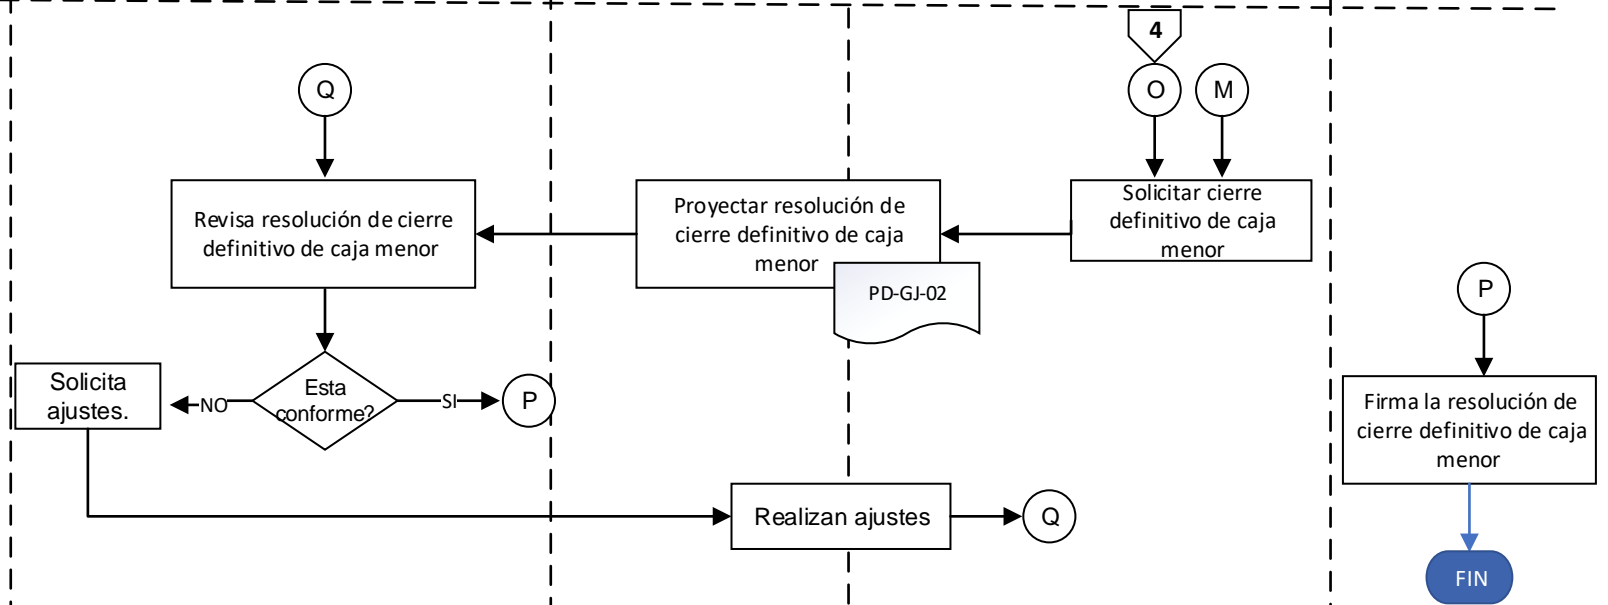 4
Q
O
M
Revisa resolución de cierre
definitivo de caja menor
Proyectar resolución de
cierre definitivo de caja
menor
Solicitar cierre
definitivo de caja
menor
PD-GJ-02
P
Solicita
ajustes.
NO
Esta
conforme?
SI
P
Firma la resolución de
cierre definitivo de caja
menor
Realizan ajustes
Q
FIN